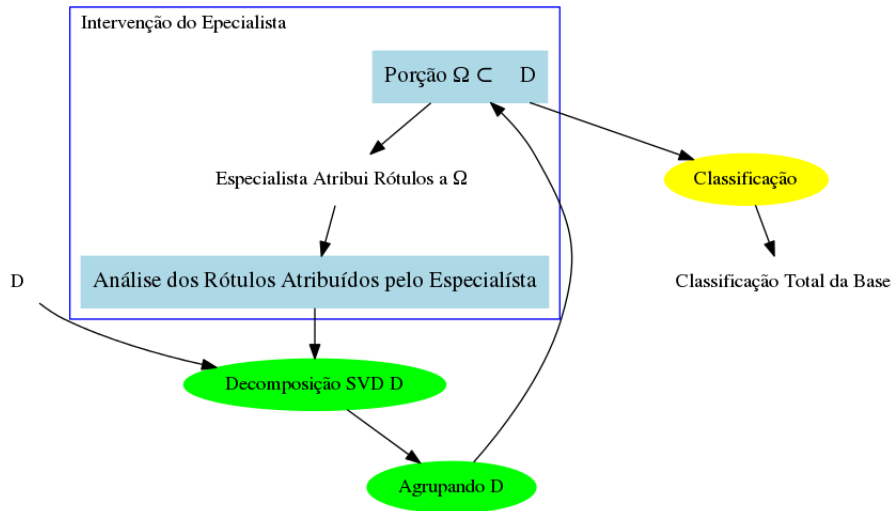 Intervenção do Epecialista
Porção Ω ⊂ D
Especialista Atribui Rótulos a Ω
Classificação
Análise dos Rótulos Atribuídos pelo Especialísta
D
Classificação Total da Base
Decomposição SVD D
Agrupando D